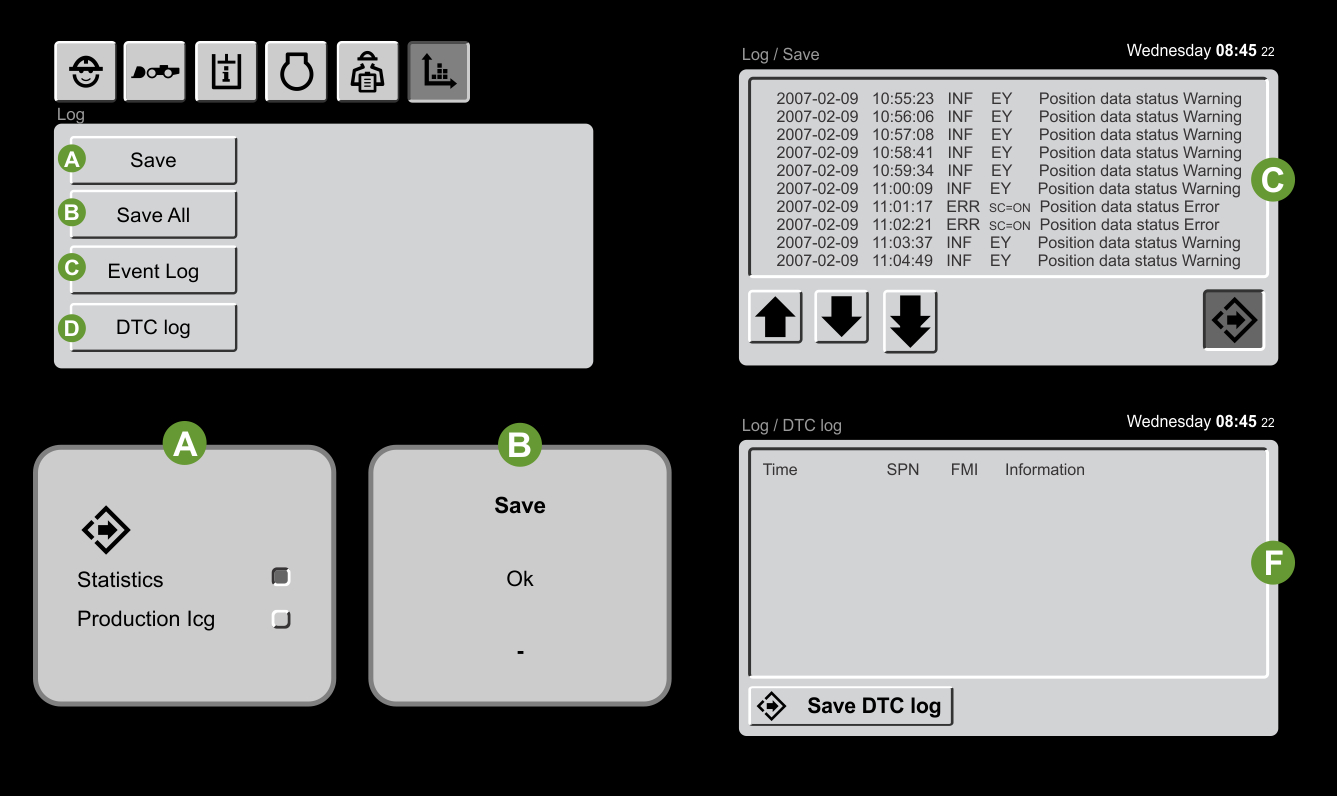 Log
A Save
B Save All
C Event Log
D DTC log
Log / Save Wednesday 08:45 22
2007-02-09 10:55:23 INF EY Position data status Warning
2007-02-09 10:56:06 INF EY Position data status Warning
2007-02-09 10:57:08 INF EY Position data status Warning
2007-02-09 10:58:41 INF EY Position data status Warning
2007-02-09 10:59:34 INF EY Position data status Warning
2007-02-09 11:00:09 INF EY Position data status Warning
2007-02-09 11:01:17 ERR SC=ON Position data status Error
2007-02-09 11:02:21 ERR SC=ON Position data status Error
2007-02-09 11:03:37 INF EY Position data status Warning
2007-02-09 11:04:49 INF EY Position data status Warning
C
A
Statistics
Production Icg
B
Save
Ok
-
Log / DTC log Wednesday 08:45 22
Time SPN FMI Information
F
Save DTC log